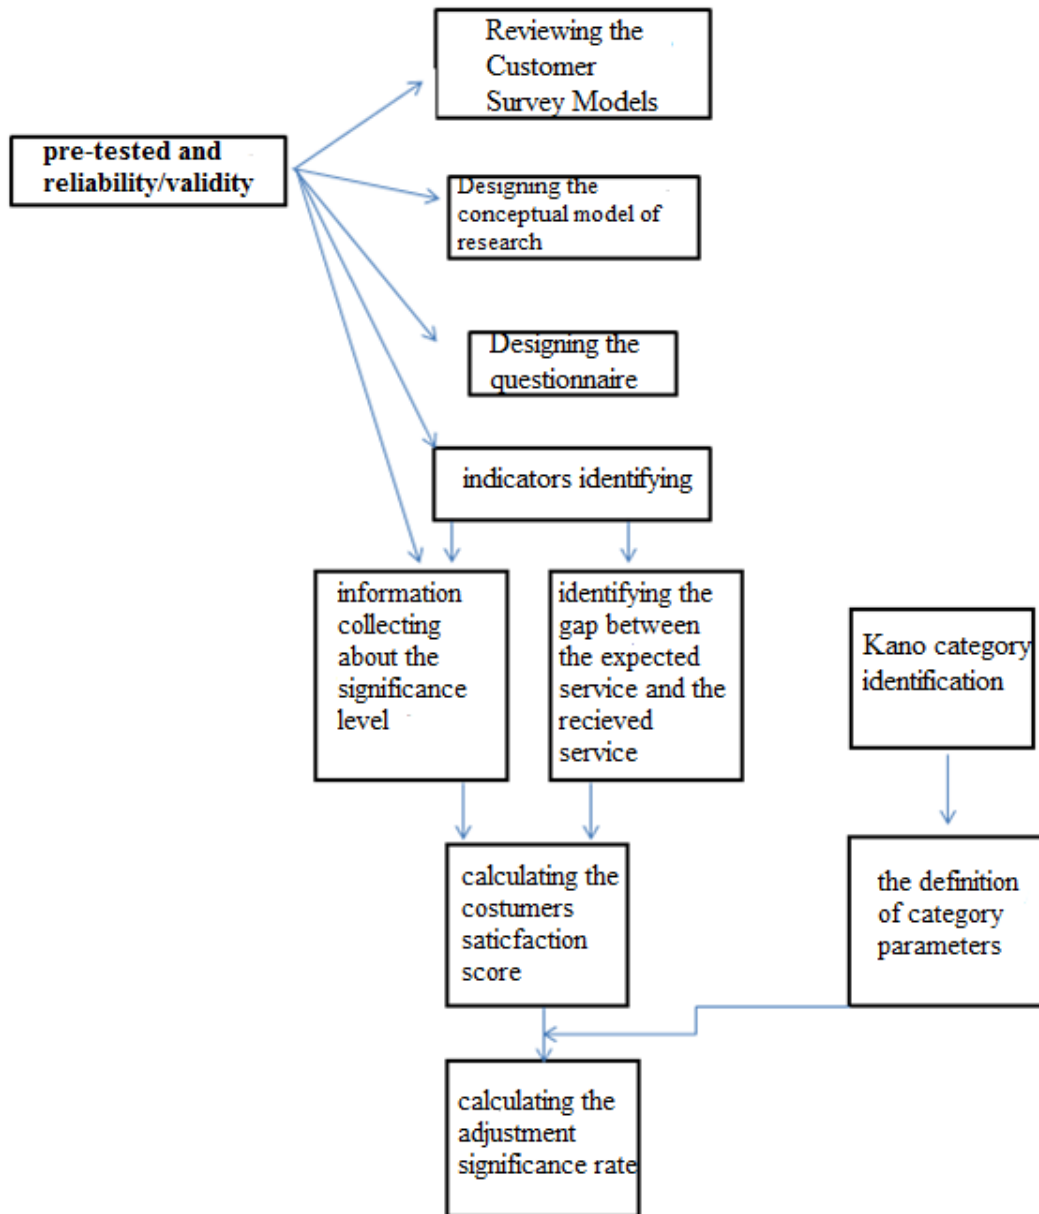 Reviewing the
Customer
Survey Models
pre-tested and
reliability/validity
Designing the
conceptual model of
research
Designing the
questionnaire
indicators identifying
information
collecting
about the
significance
level
identifying the
gap between
the expected
service and the
recieved
service
Kano category
identification
calculating the
costumers
saticfaction
score
the definition
of category
parameters
calculating the
adjustment
significance rate